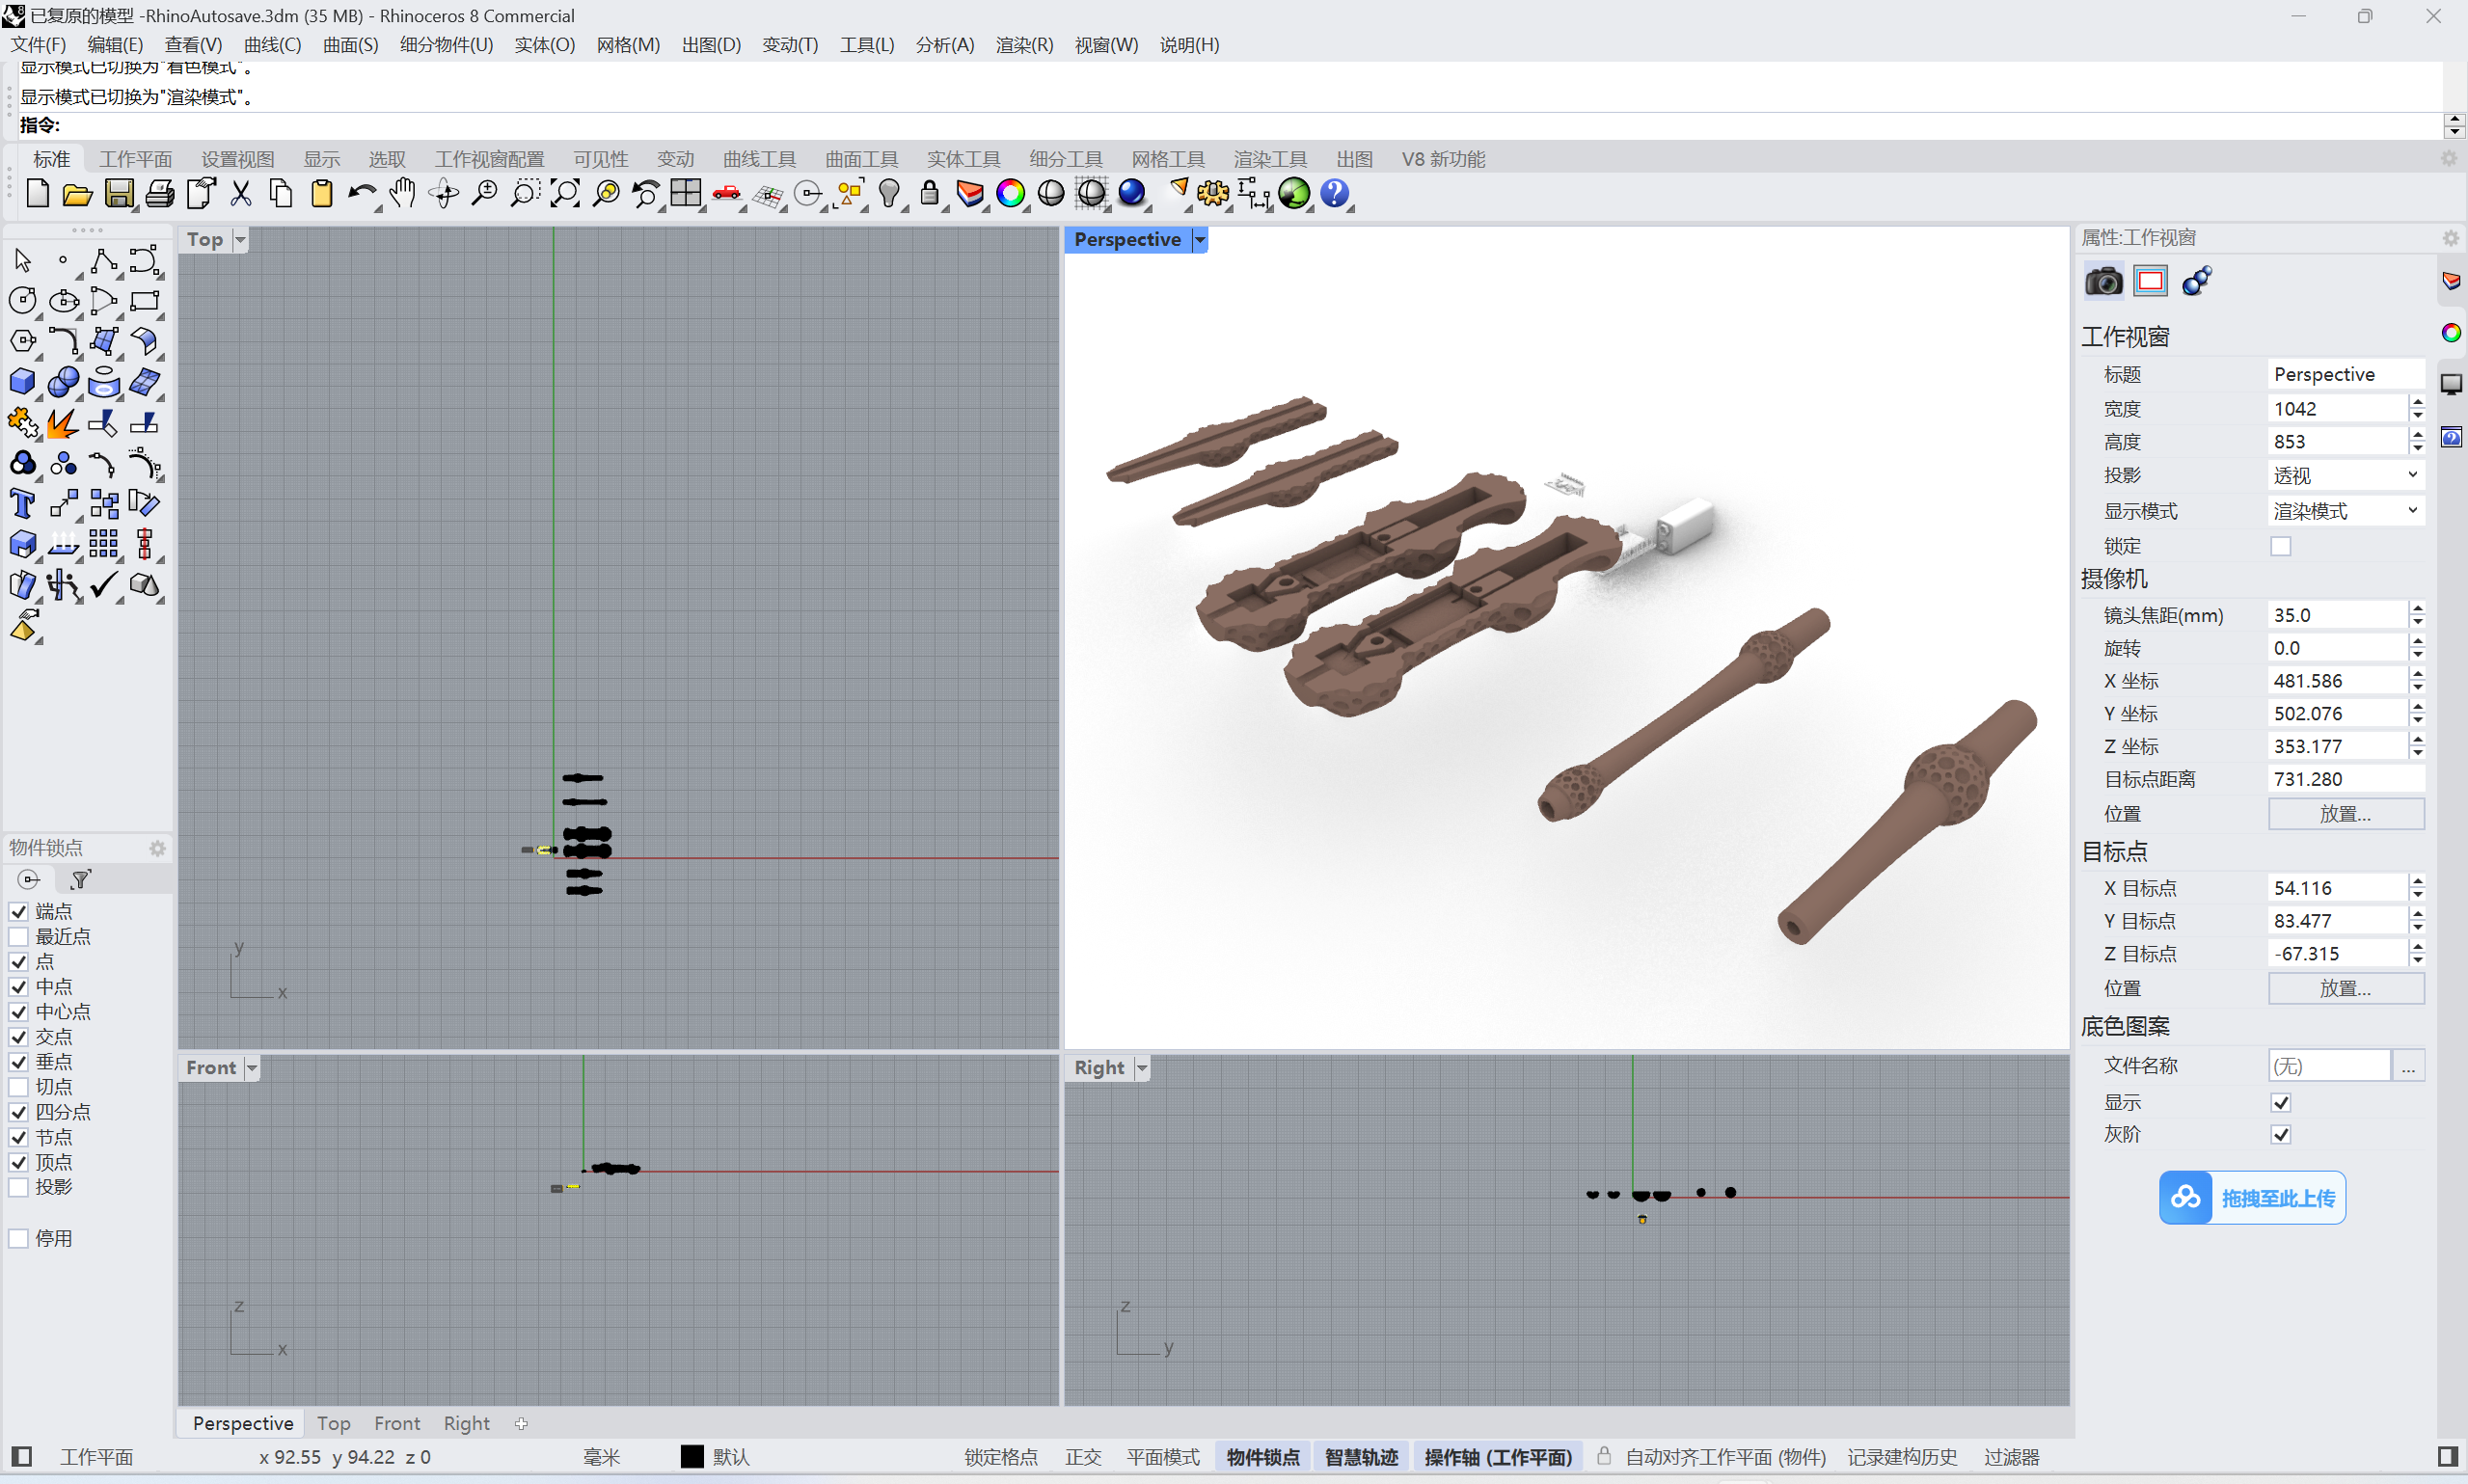 已复原的模型 -RhinoAutosave.3dm (35 MB) - Rhinoceros 8 Commercial
文件(F) 编辑(E) 查看(V) 曲线(C) 曲面(S) 细分物件(U) 实体(O) 网格(M) 出图(D) 变动(T) 工具(L) 分析(A) 渲染(R) 视窗(W) 说明(H)
显示模式已切换为"着色模式"。
显示模式已切换为"渲染模式"。
指令:
标准 工作平面 设置视图 显示 选取 工作视窗配置 可见性 变动 曲线工具 曲面工具 实体工具 细分工具 网格工具 渲染工具 出图 V8 新功能
Top
y
x
Perspective
Front
z
x
Right
z
y
物件锁点
端点
最近点
点
中点
中心点
交点
垂点
切点
四分点
节点
顶点
投影
停用
属性:工作视窗
工作视窗
标题 Perspective
宽度 1042
高度 853
投影 透视
显示模式 渲染模式
锁定
摄像机
镜头焦距(mm) 35.0
旋转 0.0
X 坐标 481.586
Y 坐标 502.076
Z 坐标 353.177
目标点距离 731.280
位置 放置...
目标点
X 目标点 54.116
Y 目标点 83.477
Z 目标点 -67.315
位置 放置...
底色图案
文件名称 (无) ...
显示
灰阶
拖拽至此上传
Perspective Top Front Right
工作平面 x 92.55 y 94.22 z 0 毫米 默认 锁定格点 正交 平面模式 物件锁点 智慧轨迹 操作轴 (工作平面) 自动对齐工作平面 (物件) 记录建构历史 过滤器